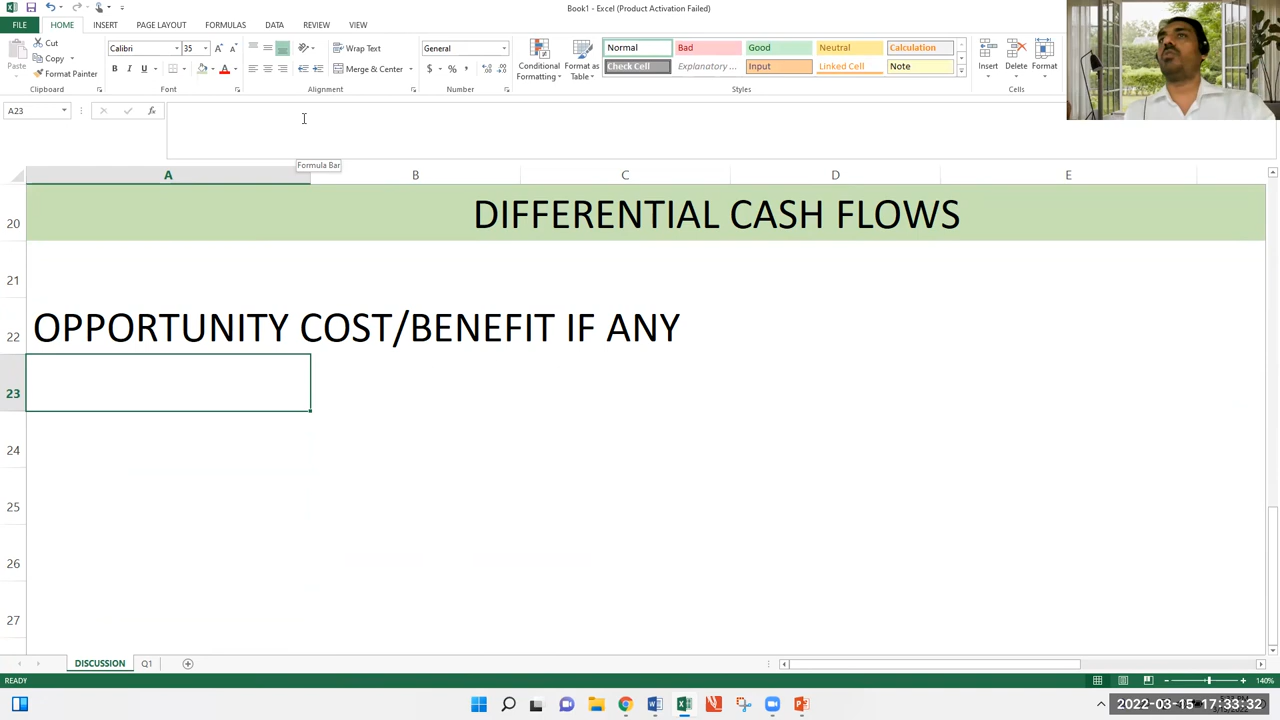 Book1 - Excel (Product Activation Failed)
FILE HOME INSERT PAGE LAYOUT FORMULAS DATA REVIEW VIEW
Cut
Copy
Format Painter
Paste
Clipboard
Calibri 35
B I U
Font
Wrap Text
Merge & Center
Alignment
General
$ % ,
Number
Conditional Formatting
Format as Table
Normal Bad Good Neutral Calculation
Check Cell Explanatory ... Input Linked Cell Note
Styles
Insert Delete Format
Cells
A23
fx
Formula Bar
A B C D E
20 DIFFERENTIAL CASH FLOWS
21
22 OPPORTUNITY COST/BENEFIT IF ANY
23
24
25
26
27
DISCUSSION Q1
READY
140%
2022-03-15 17:33:32